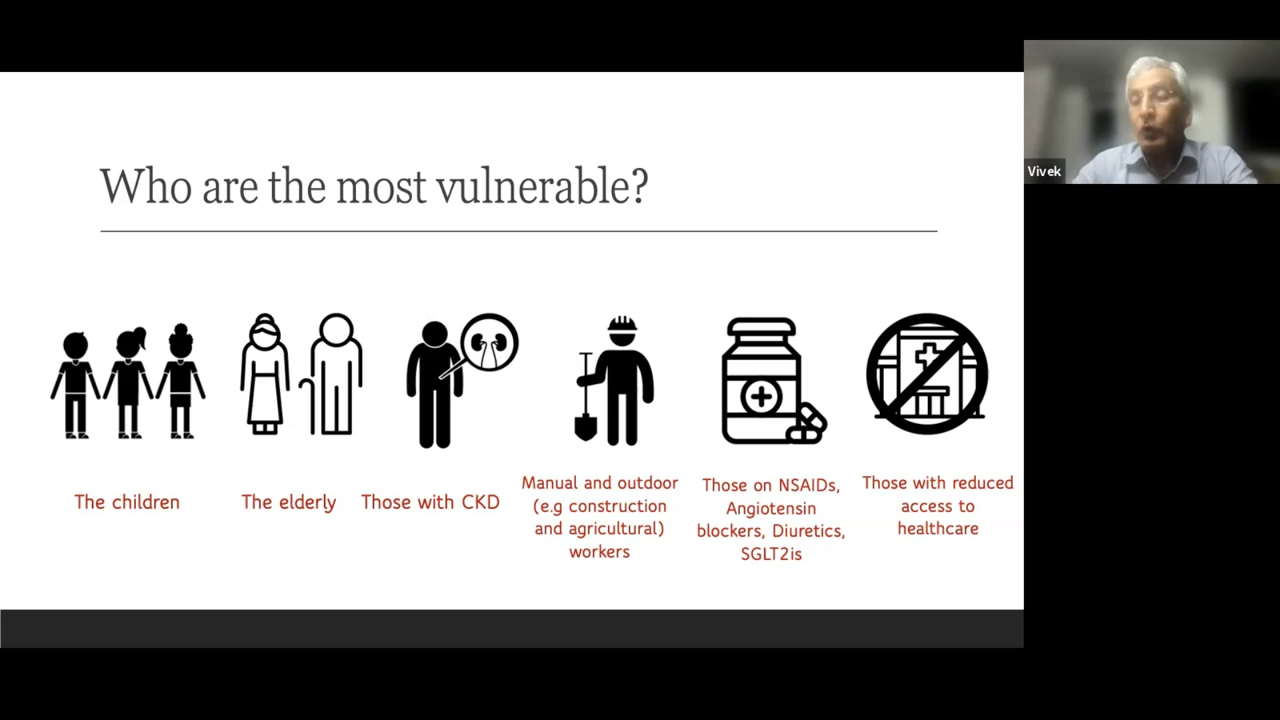 Who are the most vulnerable?
Vivek
The children
The elderly
Those with CKD
Manual and outdoor
(e.g construction
and agricultural)
workers
Those on NSAIDs,
Angiotensin
blockers, Diuretics,
SGLT2is
Those with reduced
access to
healthcare